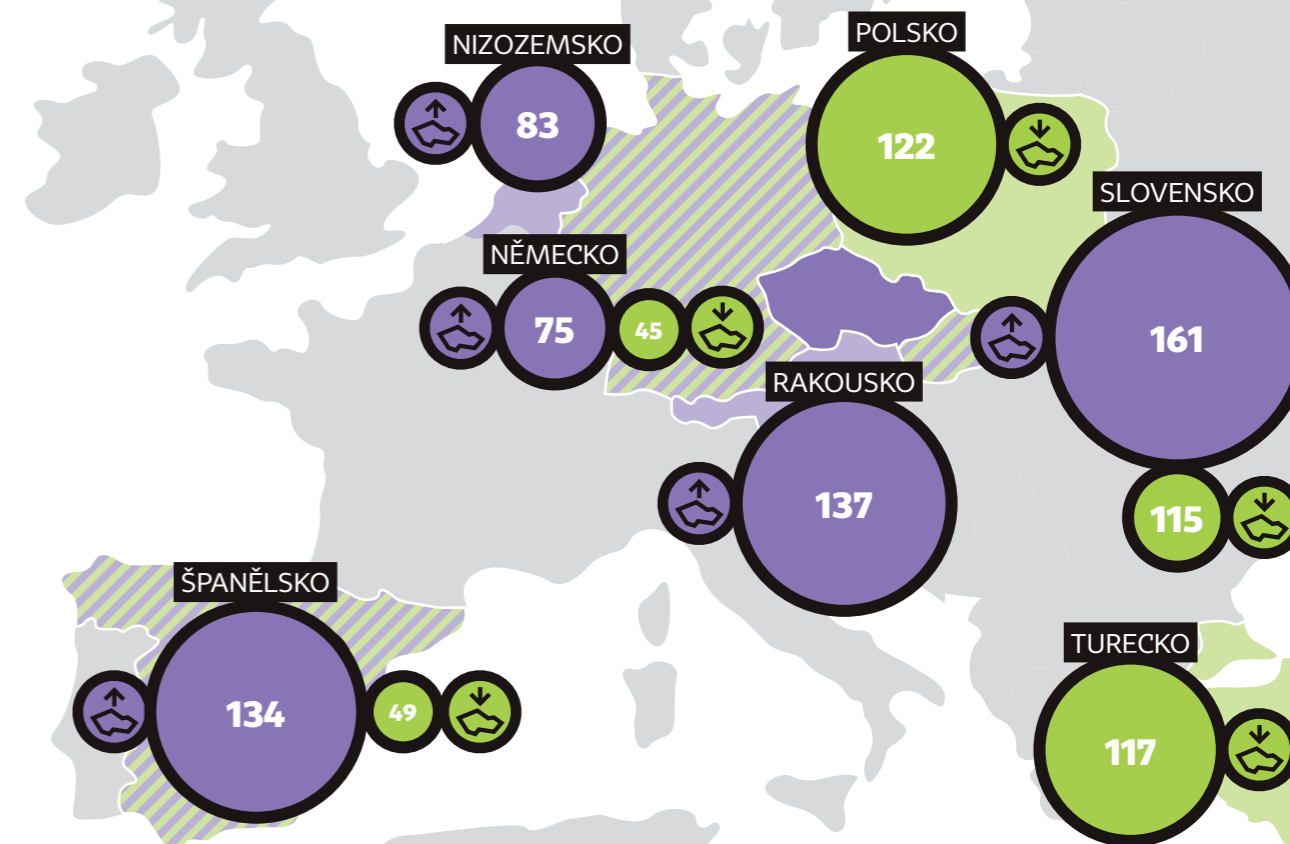 NIZOZEMSKO
83
POLSKO
122
SLOVENSKO
161
115
NĚMECKO
75
45
RAKOUSKO
137
ŠPANĚLSKO
134
49
TURECKO
117